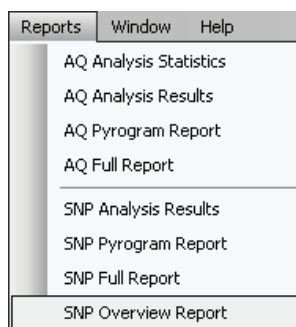 Reports Window Help
AQ Analysis Statistics
AQ Analysis Results
AQ Pyrogram Report
AQ Full Report
SNP Analysis Results
SNP Pyrogram Report
SNP Full Report
SNP Overview Report